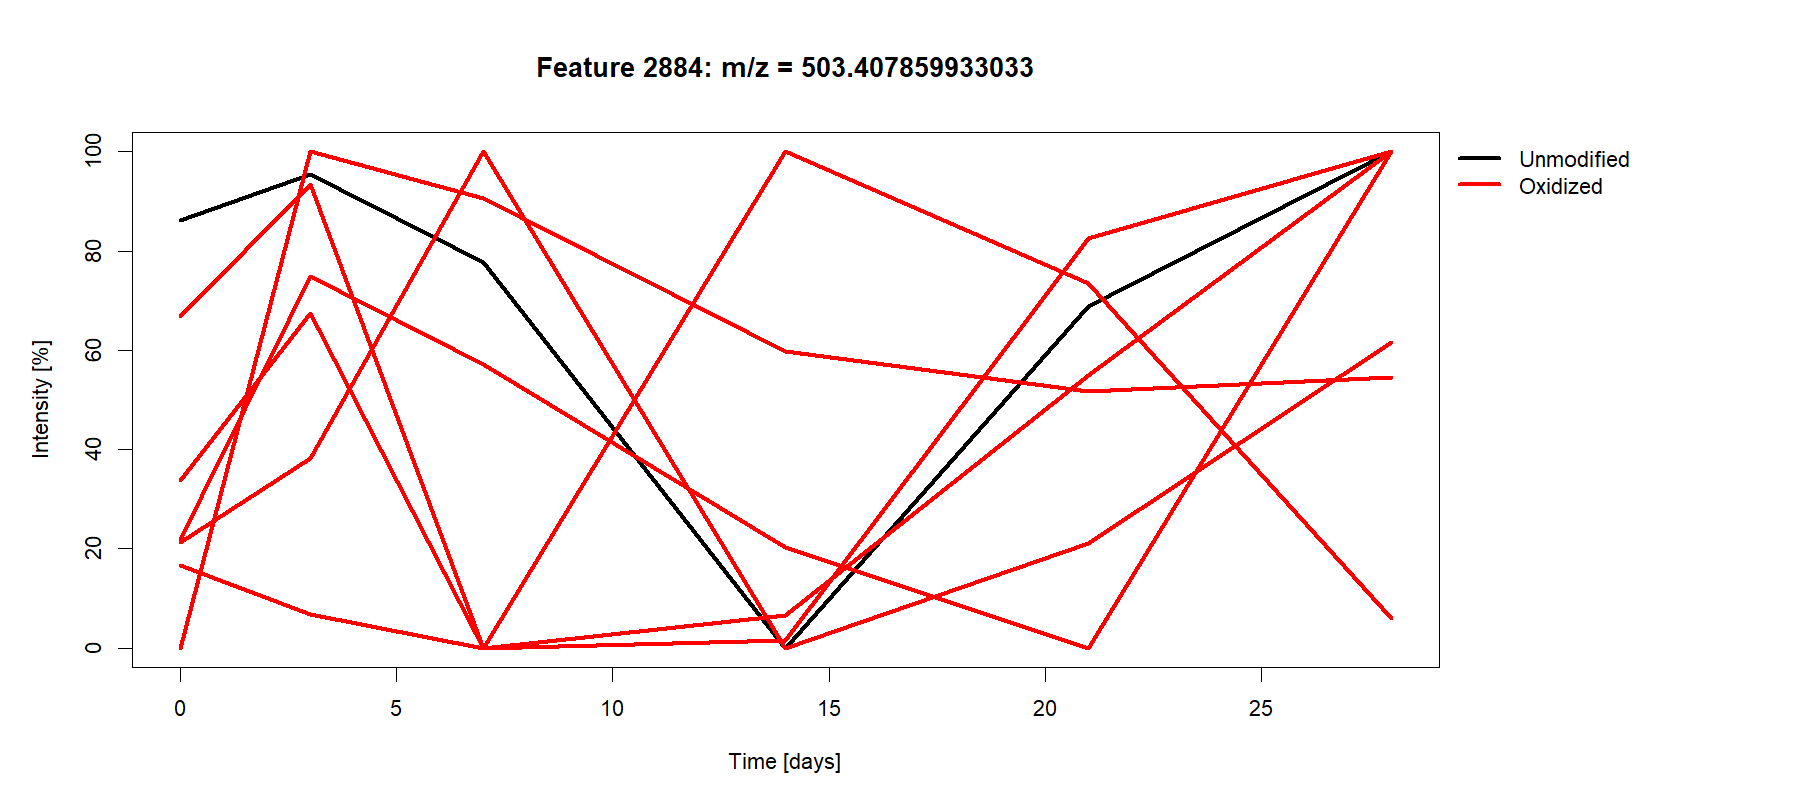 Feature 2884: m/z = 503.407859933033
Unmodified
Oxidized
Intensity [%]
100
80
60
40
20
0
0 5 10 15 20 25
Time [days]